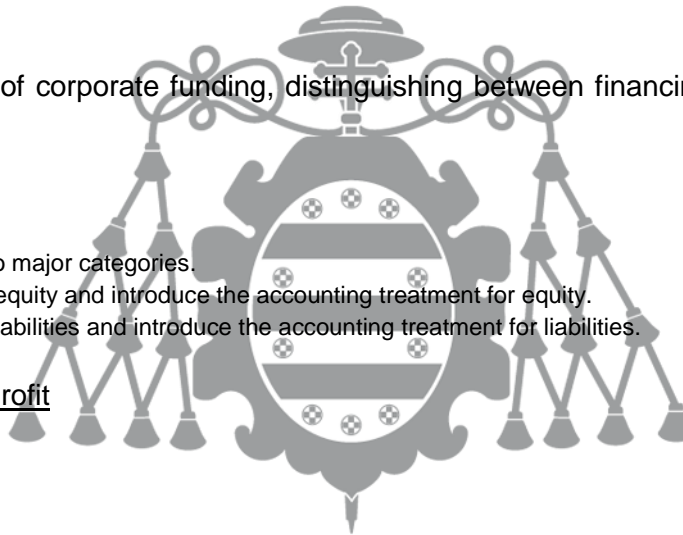 of corporate funding, distinguishing between financin
o major categories.
equity and introduce the accounting treatment for equity.
abilities and introduce the accounting treatment for liabilities.
rofit